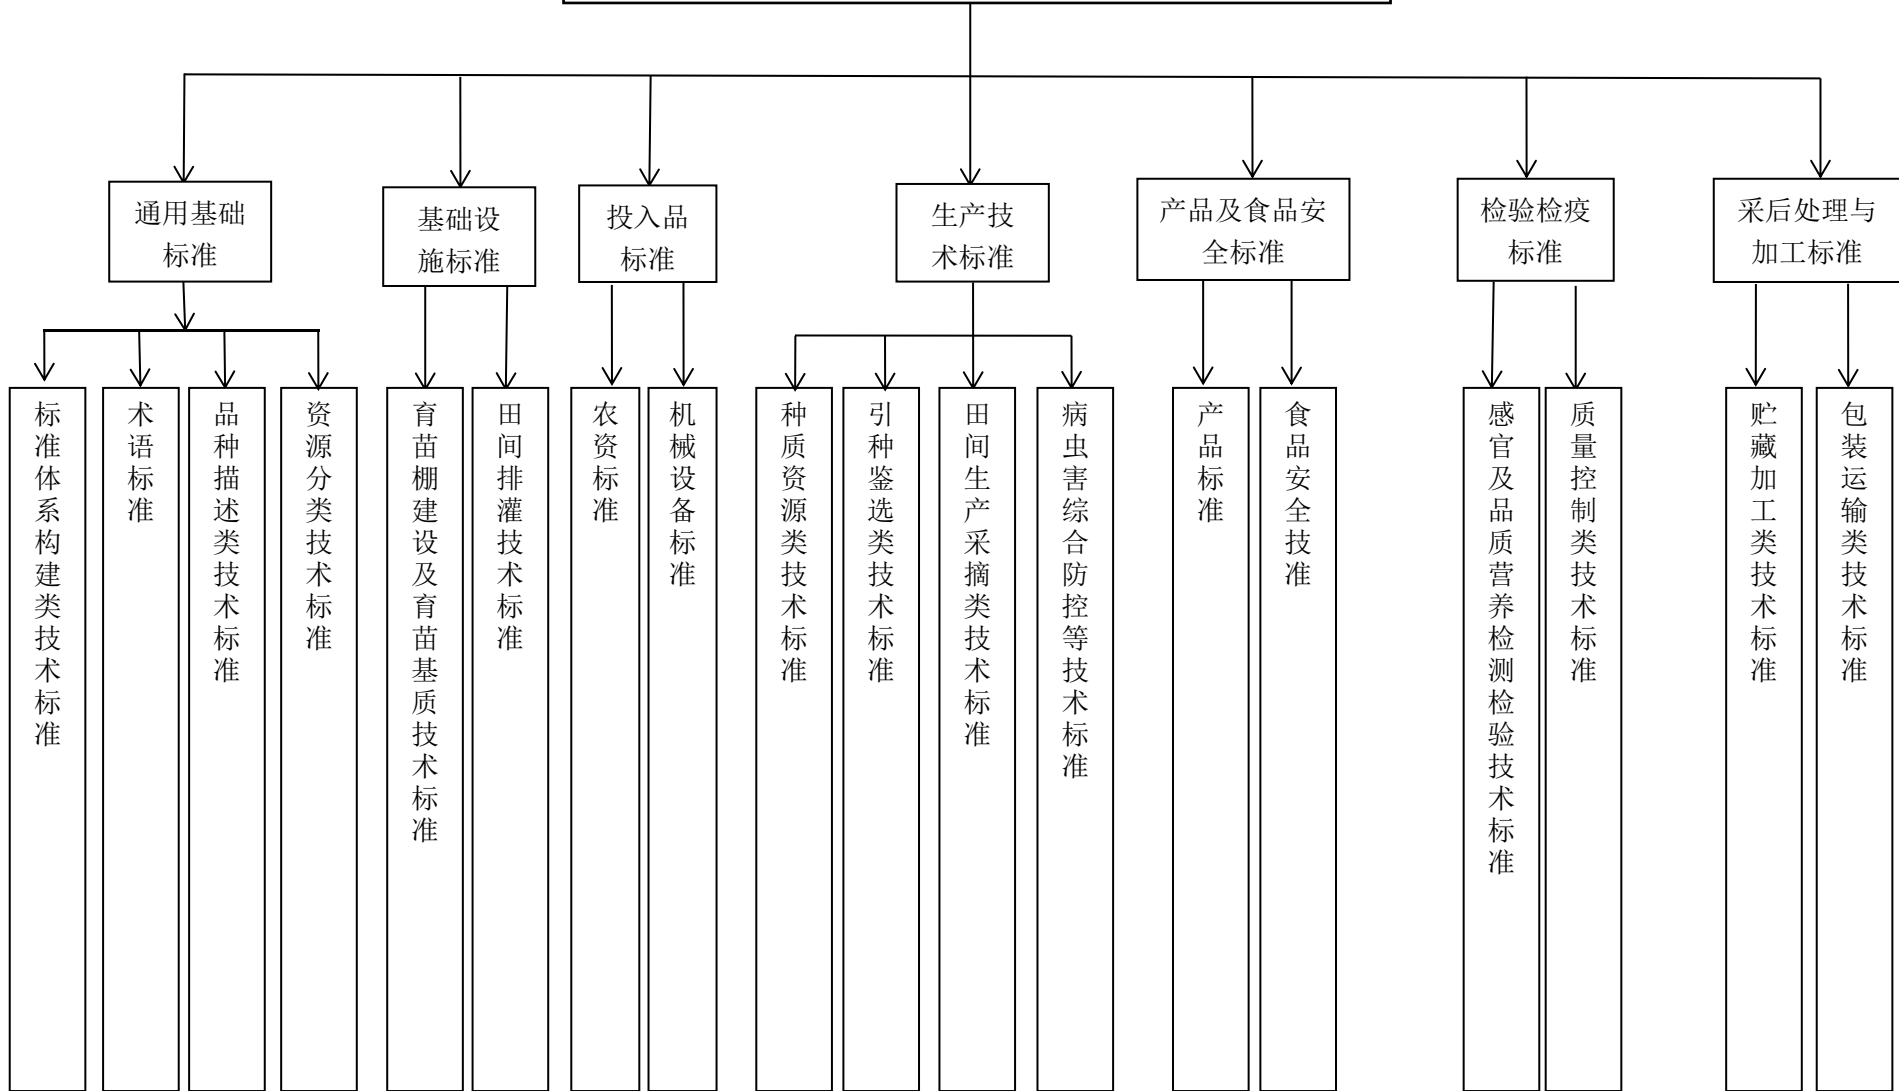 通用基础
标准
基础设
施标准
投入品
标准
生产技
术标准
产品及食品安
全标准
检验检疫
标准
采后处理与
加工标准
标准体系构建类技术标准
术语标准
品种描述类技术标准
资源分类技术标准
育苗棚建设及育苗基质技术标准
田间排灌技术标准
农资标准
机械设备标准
种质资源类技术标准
引种鉴选类技术标准
田间生产采摘类技术标准
病虫害综合防控等技术标准
产品标准
食品安全技准
感官及品质营养检测检验技术标准
质量控制类技术标准
贮藏加工类技术标准
包装运输类技术标准